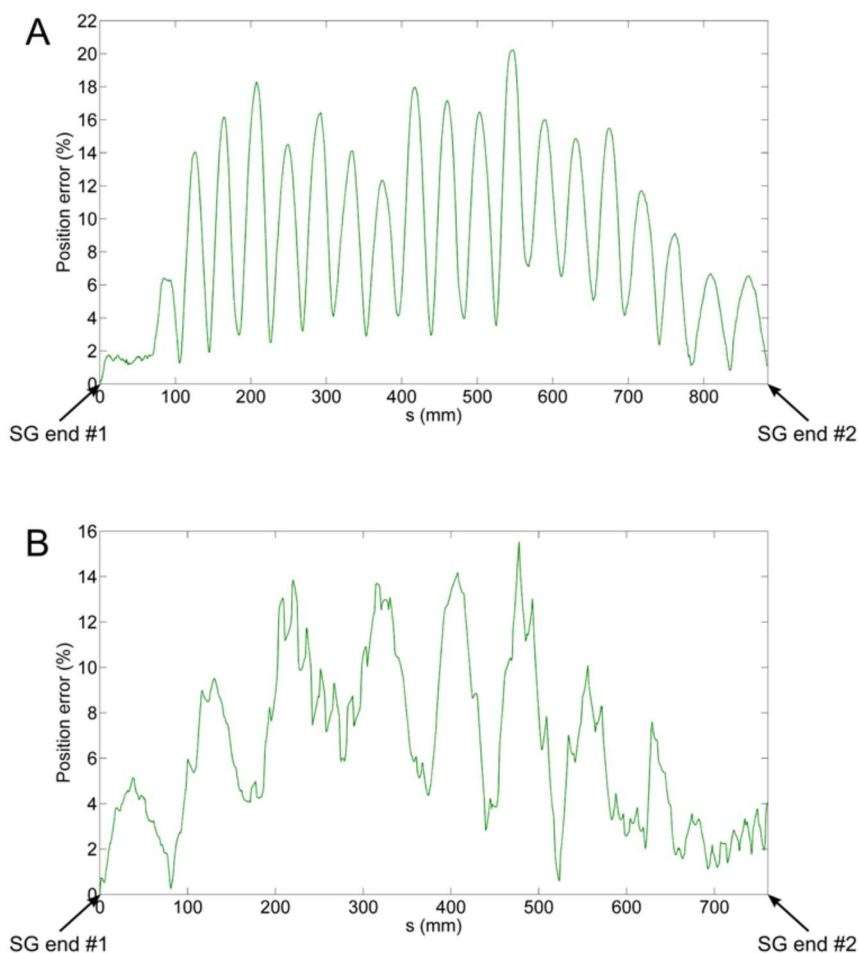 A
22
20
18
16
14
12
10
8
6
4
2
0
Position error (%)
0 100 200 300 400 500 600 700 800
s (mm)
SG end #1
SG end #2
B
16
14
12
10
8
6
4
2
0
Position error (%)
0 100 200 300 400 500 600 700
s (mm)
SG end #1
SG end #2